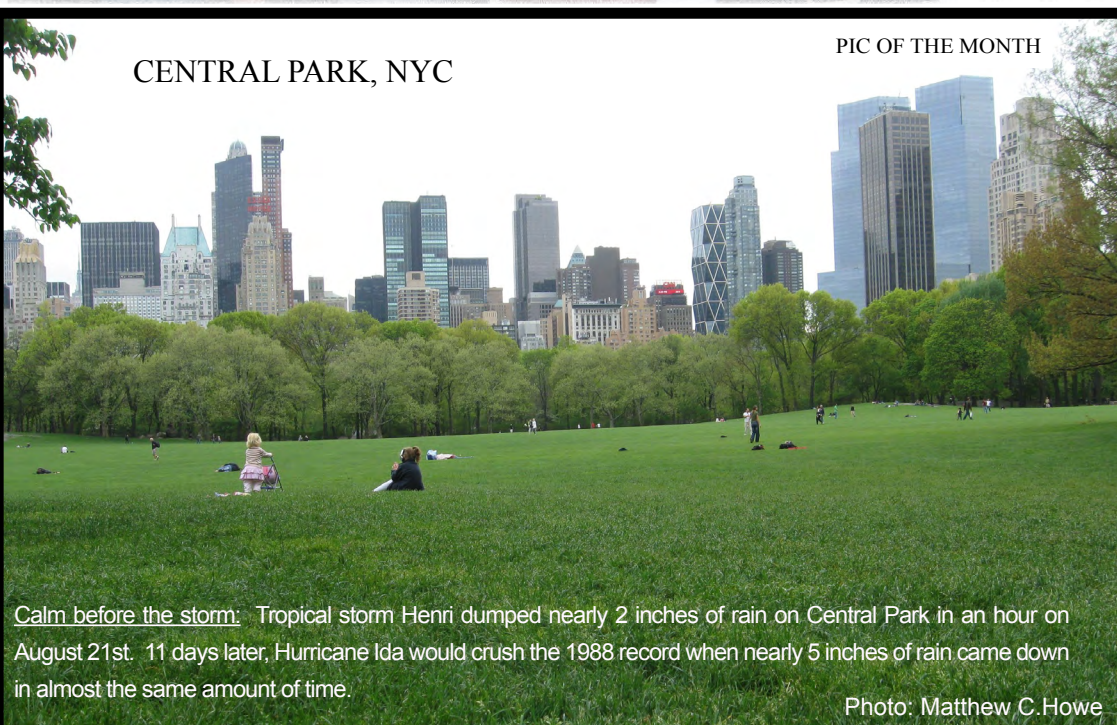 PIC OF THE MONTH
CENTRAL PARK, NYC
Calm before the storm: Tropical storm Henri dumped nearly 2 inches of rain on Central Park in an hour on
August 21st. 11 days later, Hurricane Ida would crush the 1988 record when nearly 5 inches of rain came down
in almost the same amount of time.
Photo: Matthew C.Howe